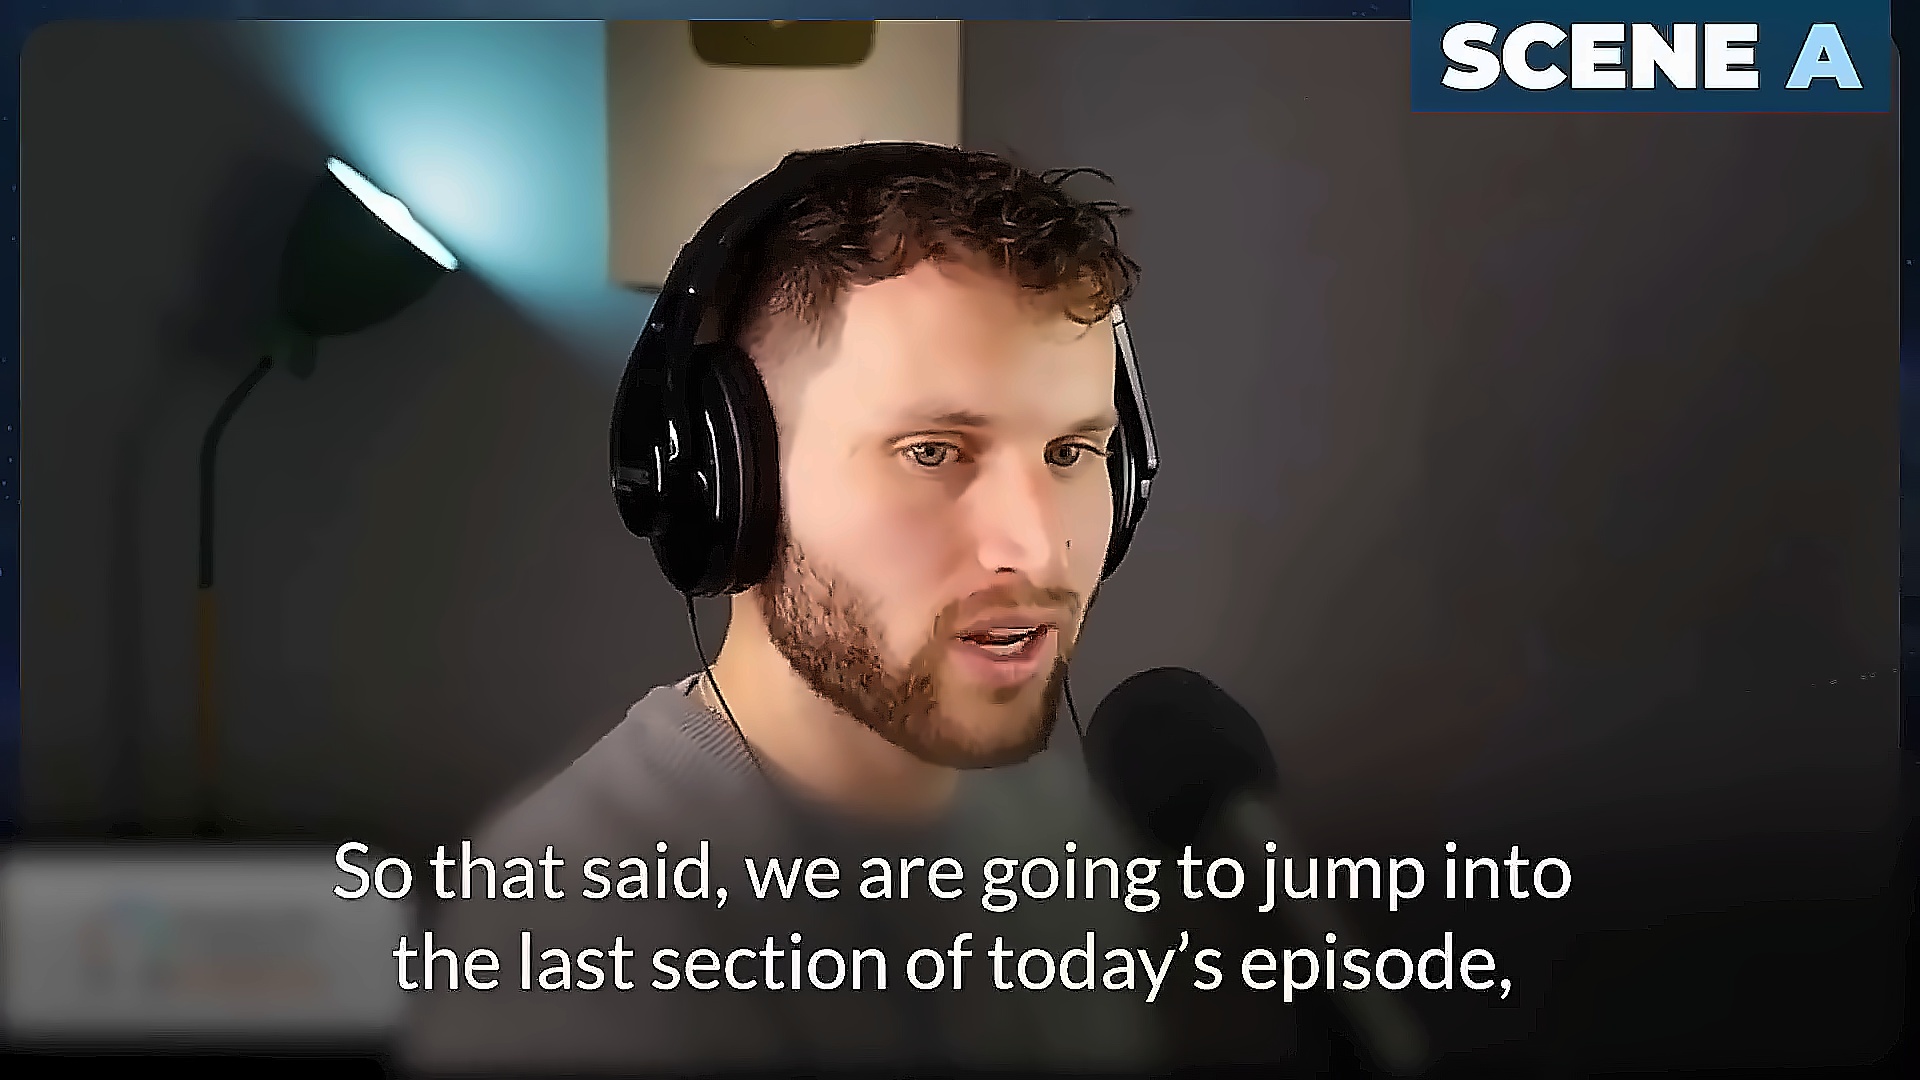 SCENE A
So that said, we are going to jump into
the last section of today's episode,